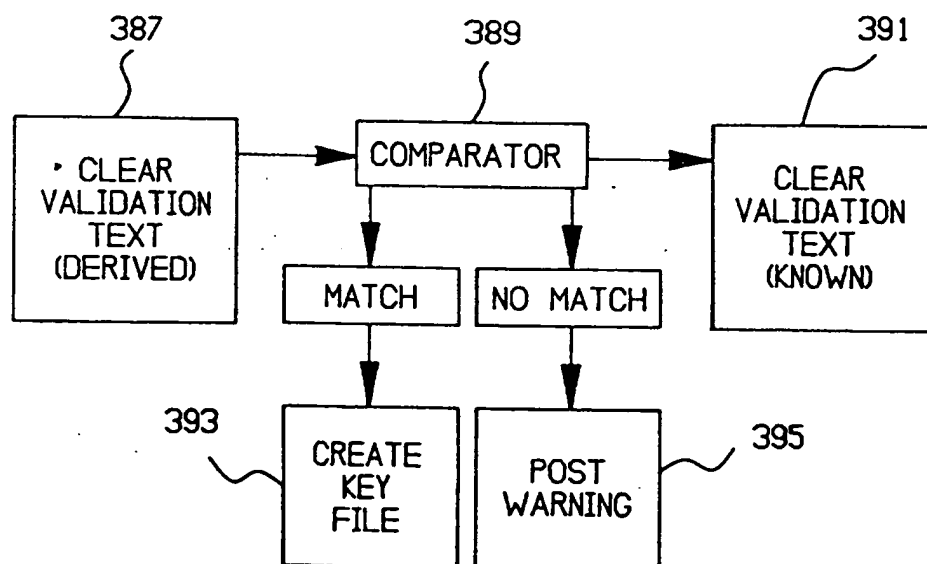 387
389
391
CLEAR
VALIDATION
TEXT
(DERIVED)
COMPARATOR
CLEAR
VALIDATION
TEXT
(KNOWN)
MATCH
NO MATCH
393
CREATE
KEY
FILE
POST
WARNING
395